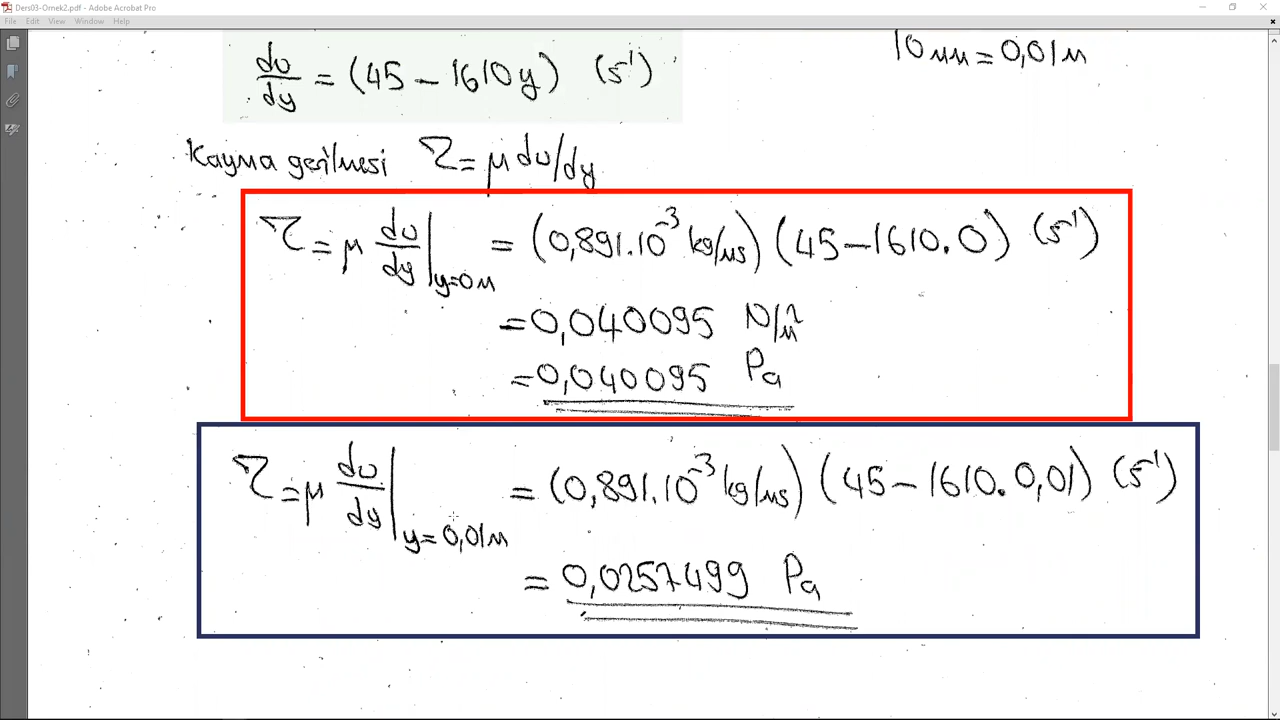 Ders03-Ornek2.pdf - Adobe Acrobat Pro
File Edit View Window Help
10 mm = 0,01 m
du/dy = (45 - 1610y) (s⁻¹)
Kayma gerilmesi τ = μ du/dy
τ = μ du/dy|y=0m = (0,891.10⁻³ kg/ms) (45 - 1610.0) (s⁻¹)
= 0,040095 N/m²
= 0,040095 Pa
τ = μ du/dy|y=0,01m = (0,891.10⁻³ kg/ms) (45 - 1610.0,01) (s⁻¹)
= 0,0257499 Pa